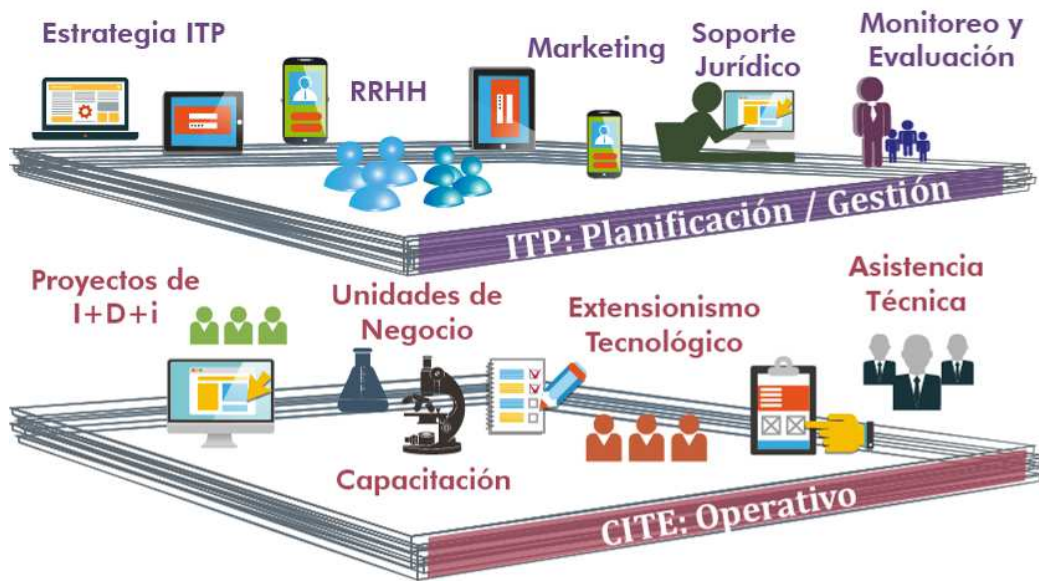 Estrategia ITP
RRHH
Marketing
Soporte
Jurídico
Monitoreo y
Evaluación
ITP: Planificación / Gestión
Proyectos de
I+D+i
Unidades de
Negocio
Extensionismo
Tecnológico
Asistencia
Técnica
Capacitación
CITE: Operativo